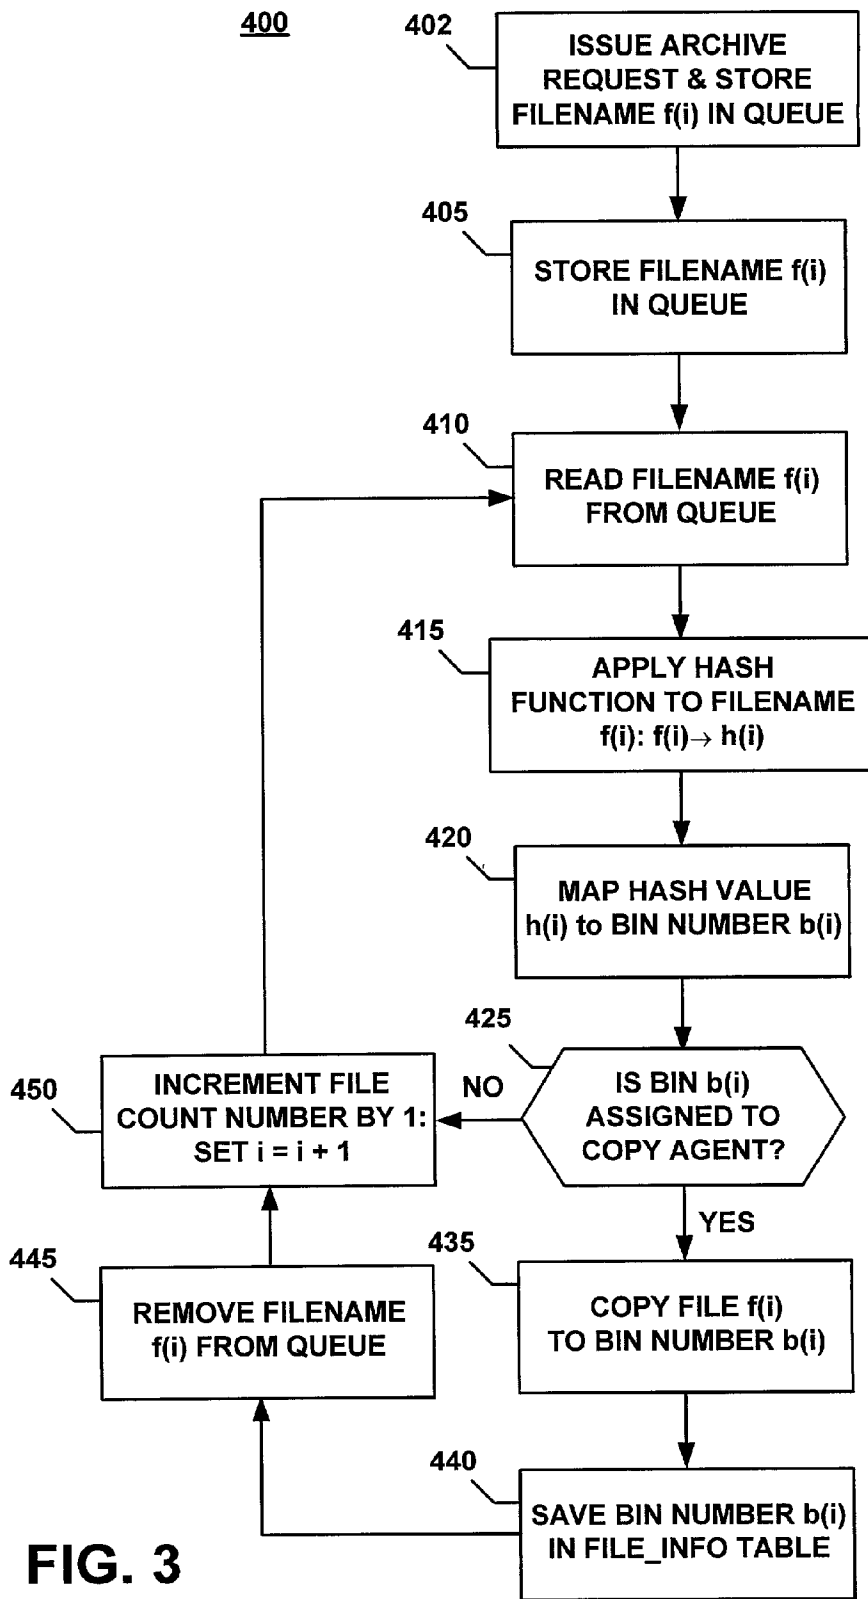 400
402
ISSUE ARCHIVE
REQUEST & STORE
FILENAME f(i) IN QUEUE
405
STORE FILENAME f(i)
IN QUEUE
410
READ FILENAME f(i)
FROM QUEUE
415
APPLY HASH
FUNCTION TO FILENAME
f(i): f(i)→ h(i)
420
MAP HASH VALUE
h(i) to BIN NUMBER b(i)
425
IS BIN b(i)
ASSIGNED TO
COPY AGENT?
NO
YES
450
INCREMENT FILE
COUNT NUMBER BY 1:
SET i = i + 1
435
COPY FILE f(i)
TO BIN NUMBER b(i)
445
REMOVE FILENAME
f(i) FROM QUEUE
440
SAVE BIN NUMBER b(i)
IN FILE_INFO TABLE
FIG. 3